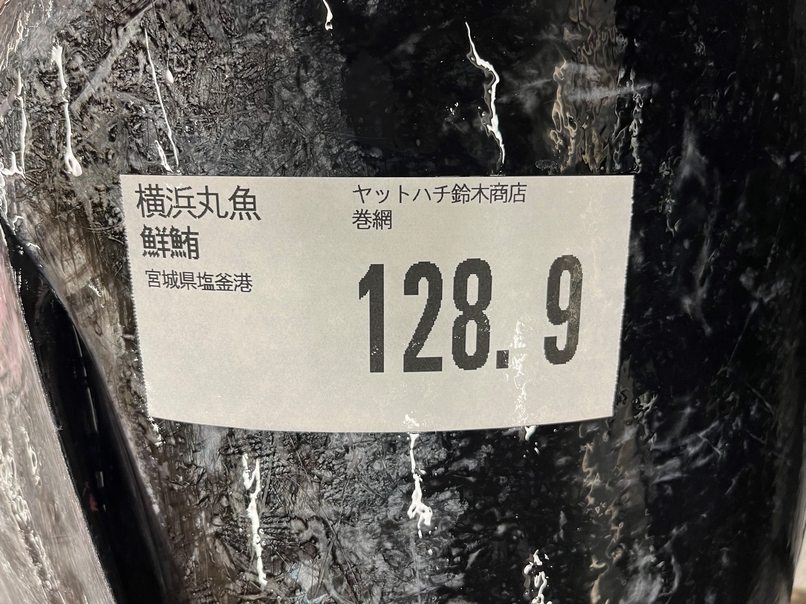 横浜丸魚
鮮鮪
宮城県塩釜港
ヤットハチ鈴木商店
巻網
128.9